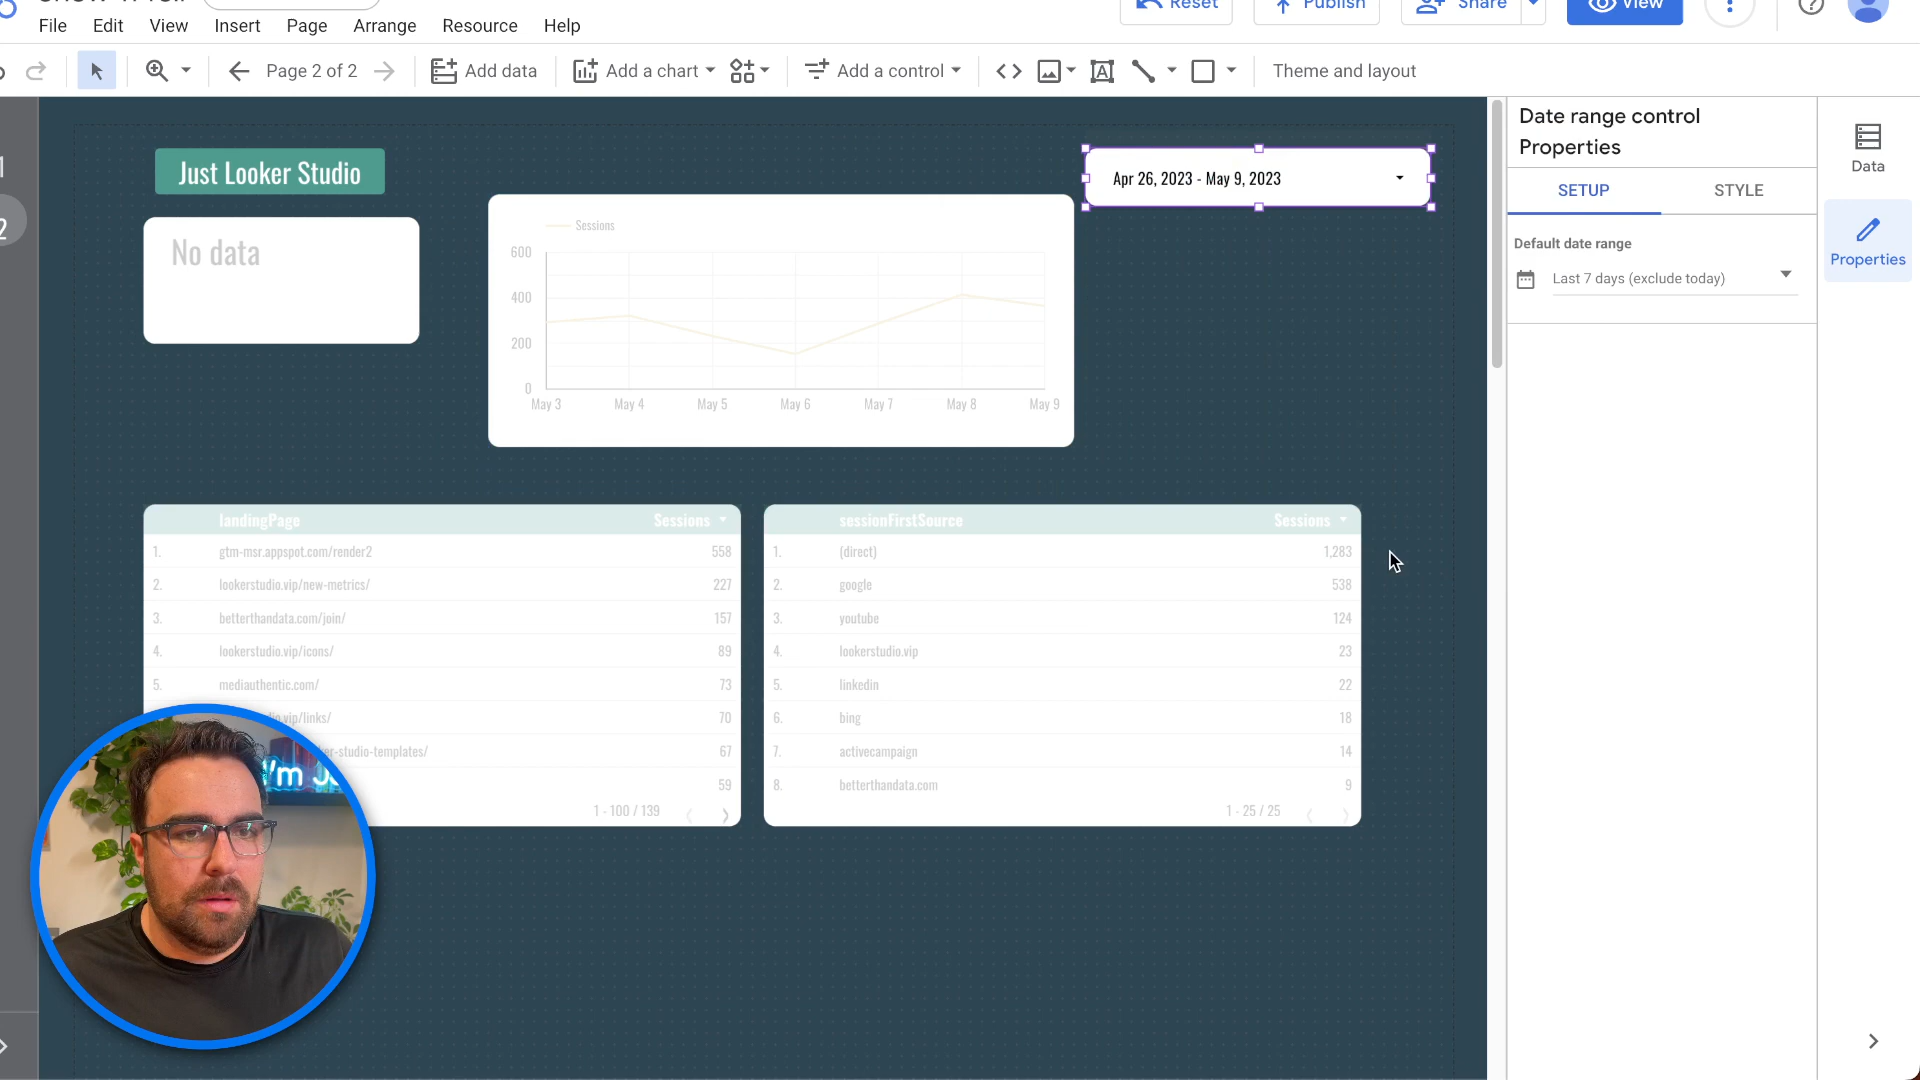 File Edit View Insert Page Arrange Resource Help
Reset Publish Share View
Page 2 of 2 Add data Add a chart Add a control Theme and layout
Just Looker Studio
No data
Sessions
600
400
200
0
May 3 May 4 May 5 May 6 May 7 May 8 May 9
Apr 26, 2023 - May 9, 2023
landingPage Sessions
1. gtm-msr.appspot.com/render2 558
2. lookerstudio.vip/new-metrics/ 227
3. betterthandata.com/join/ 157
4. lookerstudio.vip/icons/ 89
5. mediauthentic.com/ 73
.vip/links/ 70
-studio-templates/ 67
59
1 - 100 / 139
sessionFirstSource Sessions
1. (direct) 1,283
2. google 538
3. youtube 124
4. lookerstudio.vip 23
5. linkedin 22
6. bing 18
7. activecampaign 14
8. betterthandata.com 9
1 - 25 / 25
I'm
Date range control
Properties
SETUP STYLE
Default date range
Last 7 days (exclude today)
Data
Properties
1
2